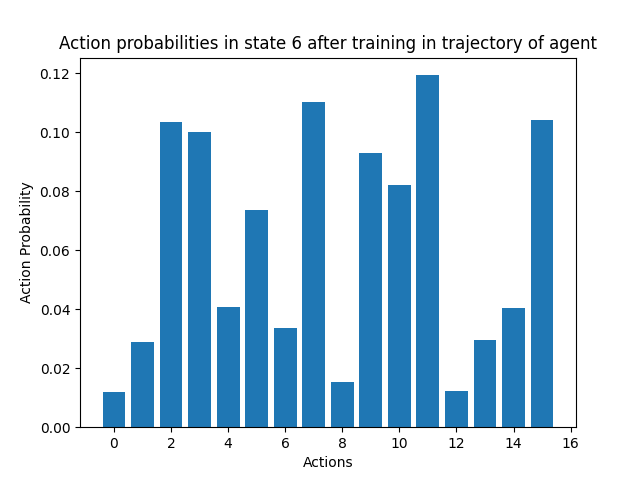 Action probabilities in state 6 after training in trajectory of agent
0.12
0.10
0.08
0.06
0.04
0.02
0.00
Action Probability
0 2 4 6 8 10 12 14 16
Actions